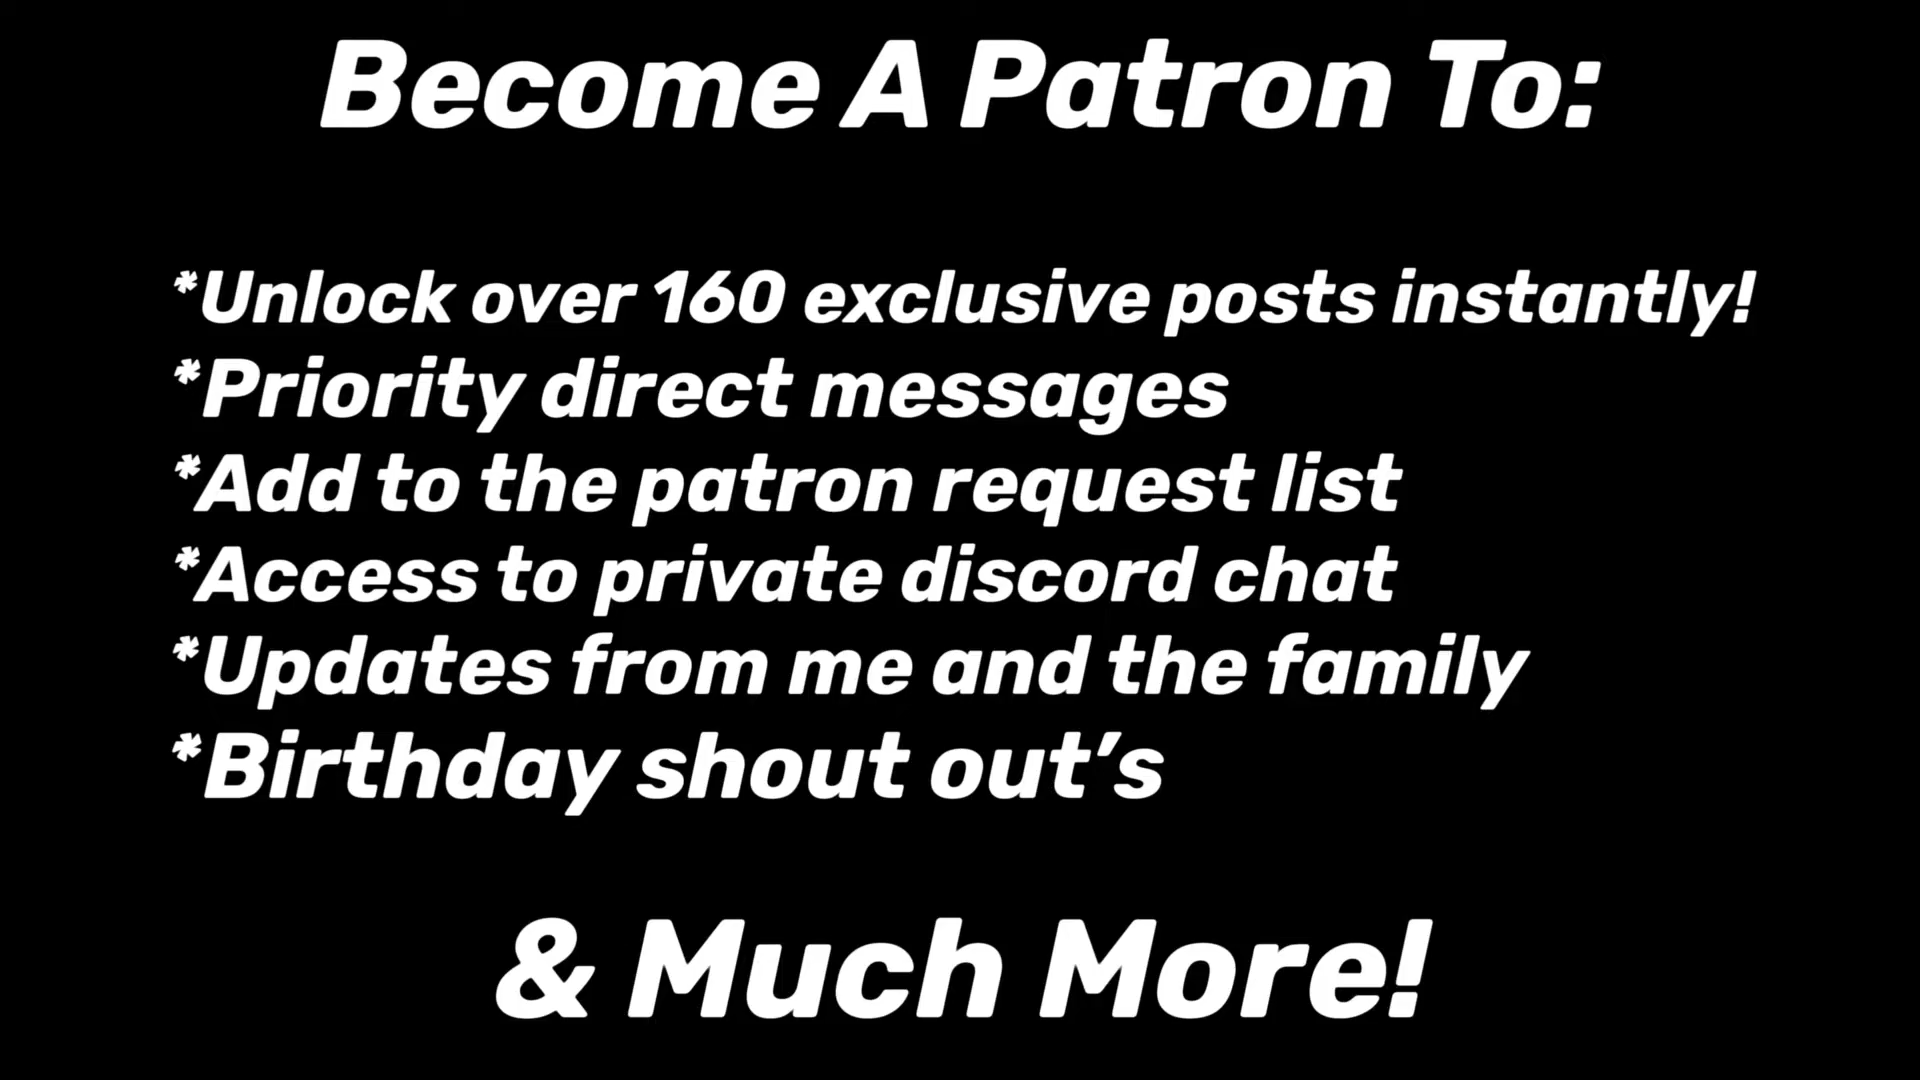 Become A Patron To:
*Unlock over 160 exclusive posts instantly!
*Priority direct messages
*Add to the patron request list
*Access to private discord chat
*Updates from me and the family
*Birthday shout out’s
& Much More!